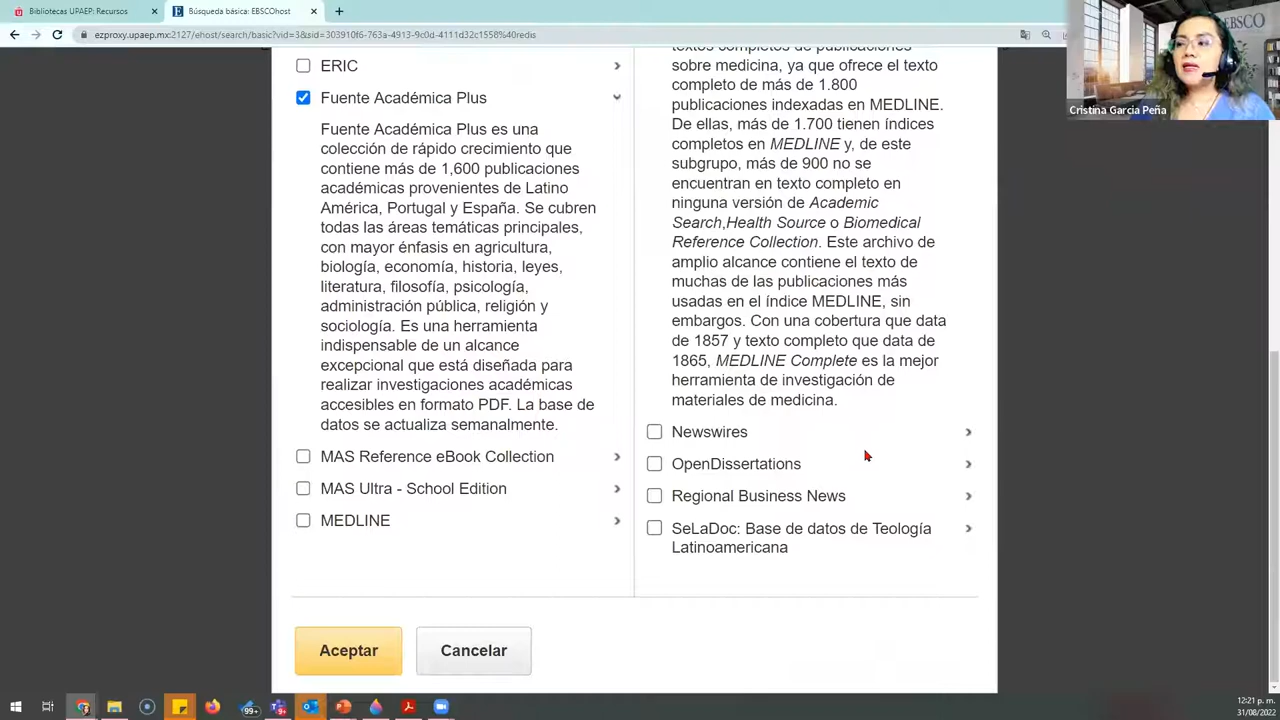 Bibliotecas UPAEP: Recursos
Búsqueda básica: EBSCOhost
ezproxy.upaep.mx:2127/ehost/search/basic?vid=3&sid=303910f6-763a-4913-9c0d-4111d32c1558%40redis
EBSCO
Cristina Garcia Peña
ERIC
Fuente Académica Plus
Fuente Académica Plus es una
colección de rápido crecimiento que
contiene más de 1,600 publicaciones
académicas provenientes de Latino
América, Portugal y España. Se cubren
todas las áreas temáticas principales,
con mayor énfasis en agricultura,
biología, economía, historia, leyes,
literatura, filosofía, psicología,
administración pública, religión y
sociología. Es una herramienta
indispensable de un alcance
excepcional que está diseñada para
realizar investigaciones académicas
accesibles en formato PDF. La base de
datos se actualiza semanalmente.
MAS Reference eBook Collection
MAS Ultra - School Edition
MEDLINE
textos completos de publicaciones
sobre medicina, ya que ofrece el texto
completo de más de 1.800
publicaciones indexadas en MEDLINE.
De ellas, más de 1.700 tienen índices
completos en MEDLINE y, de este
subgrupo, más de 900 no se
encuentran en texto completo en
ninguna versión de Academic
Search,Health Source o Biomedical
Reference Collection. Este archivo de
amplio alcance contiene el texto de
muchas de las publicaciones más
usadas en el índice MEDLINE, sin
embargos. Con una cobertura que data
de 1857 y texto completo que data de
1865, MEDLINE Complete es la mejor
herramienta de investigación de
materiales de medicina.
Newswires
OpenDissertations
Regional Business News
SeLaDoc: Base de datos de Teología
Latinoamericana
Aceptar
Cancelar
99+
12:21 p. m.
31/08/2022